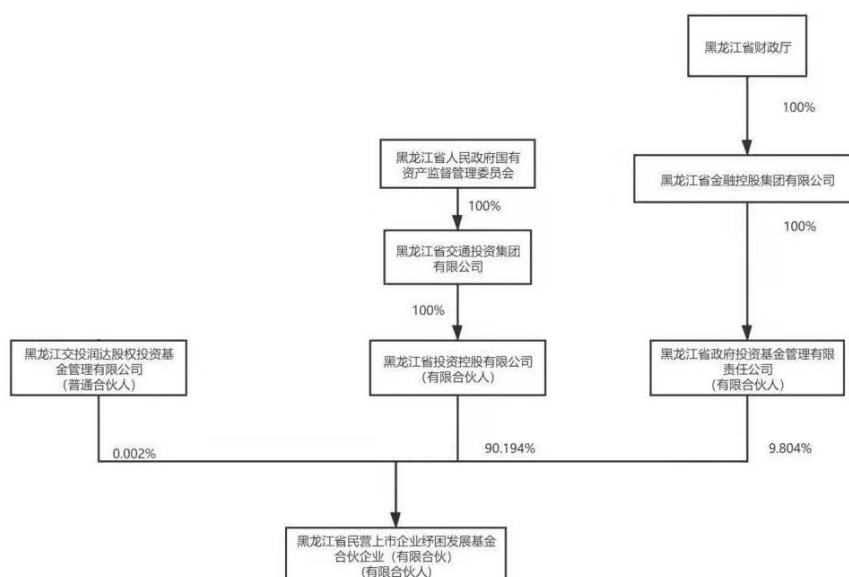 黑龙江省财政厅
100%
黑龙江省人民政府国有
资产监督管理委员会
黑龙江省金融控股集团有限公司
100%
100%
黑龙江省交通投资集团
有限公司
100%
黑龙江交投润达股权投资基
金管理有限公司
(普通合伙人)
黑龙江省投资控股有限公司
(有限合伙人)
黑龙江省政府投资基金管理有限
责任公司
(有限合伙人)
0.002%
90.194%
9.804%
黑龙江省民营上市企业纾困发展基金
合伙企业（有限合伙)
(有限合伙人)